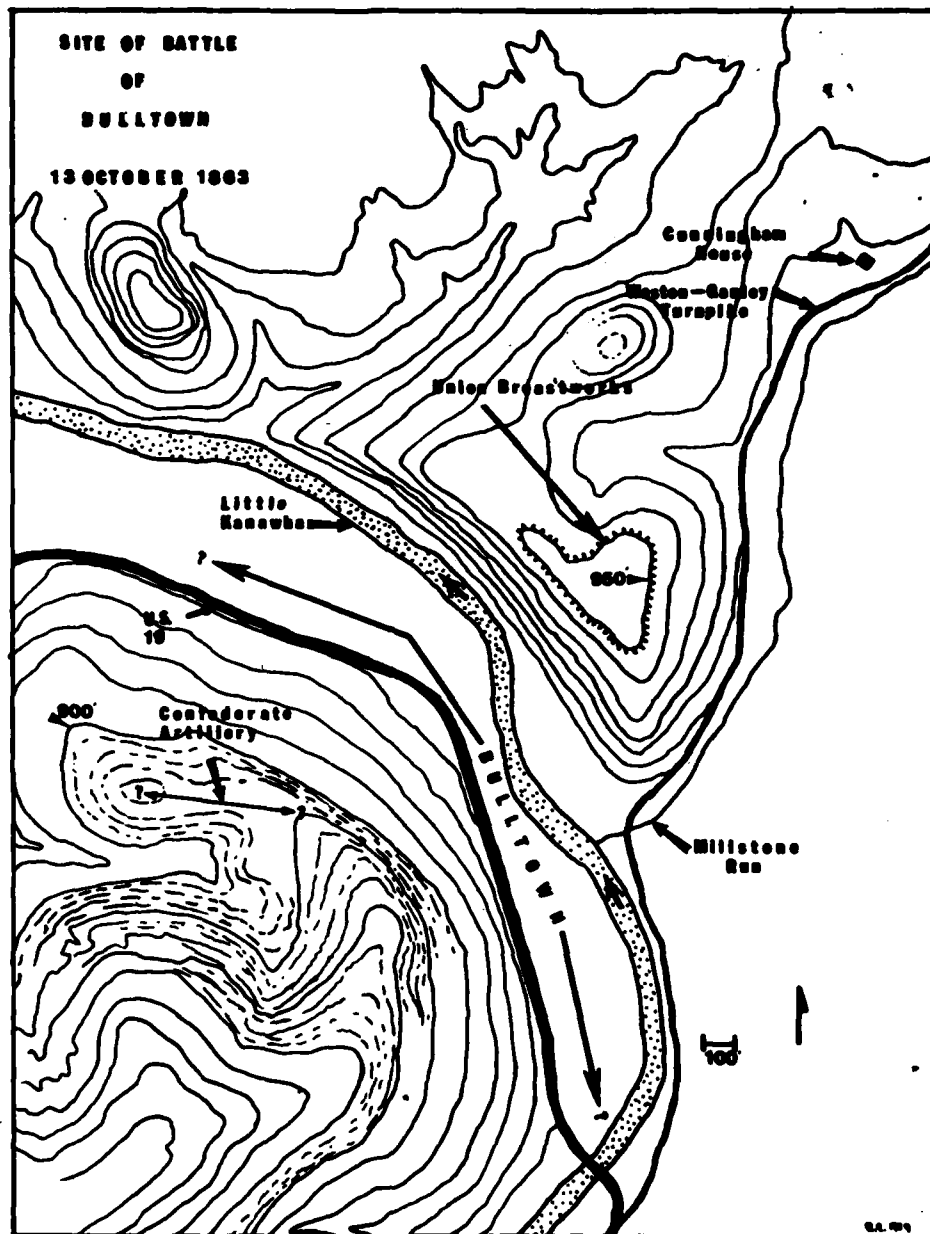 SITE OF BATTLE
OF
BULLTOWN
13 OCTOBER 1863
Cunningham
House
Weston-Gauley
Turnpike
Union Breastworks
Little
Kanawha
?
950'
U.S.
19
900'
Confederate
Artillery
?
?
BULLTOWN
Millstone
Run
100'
?